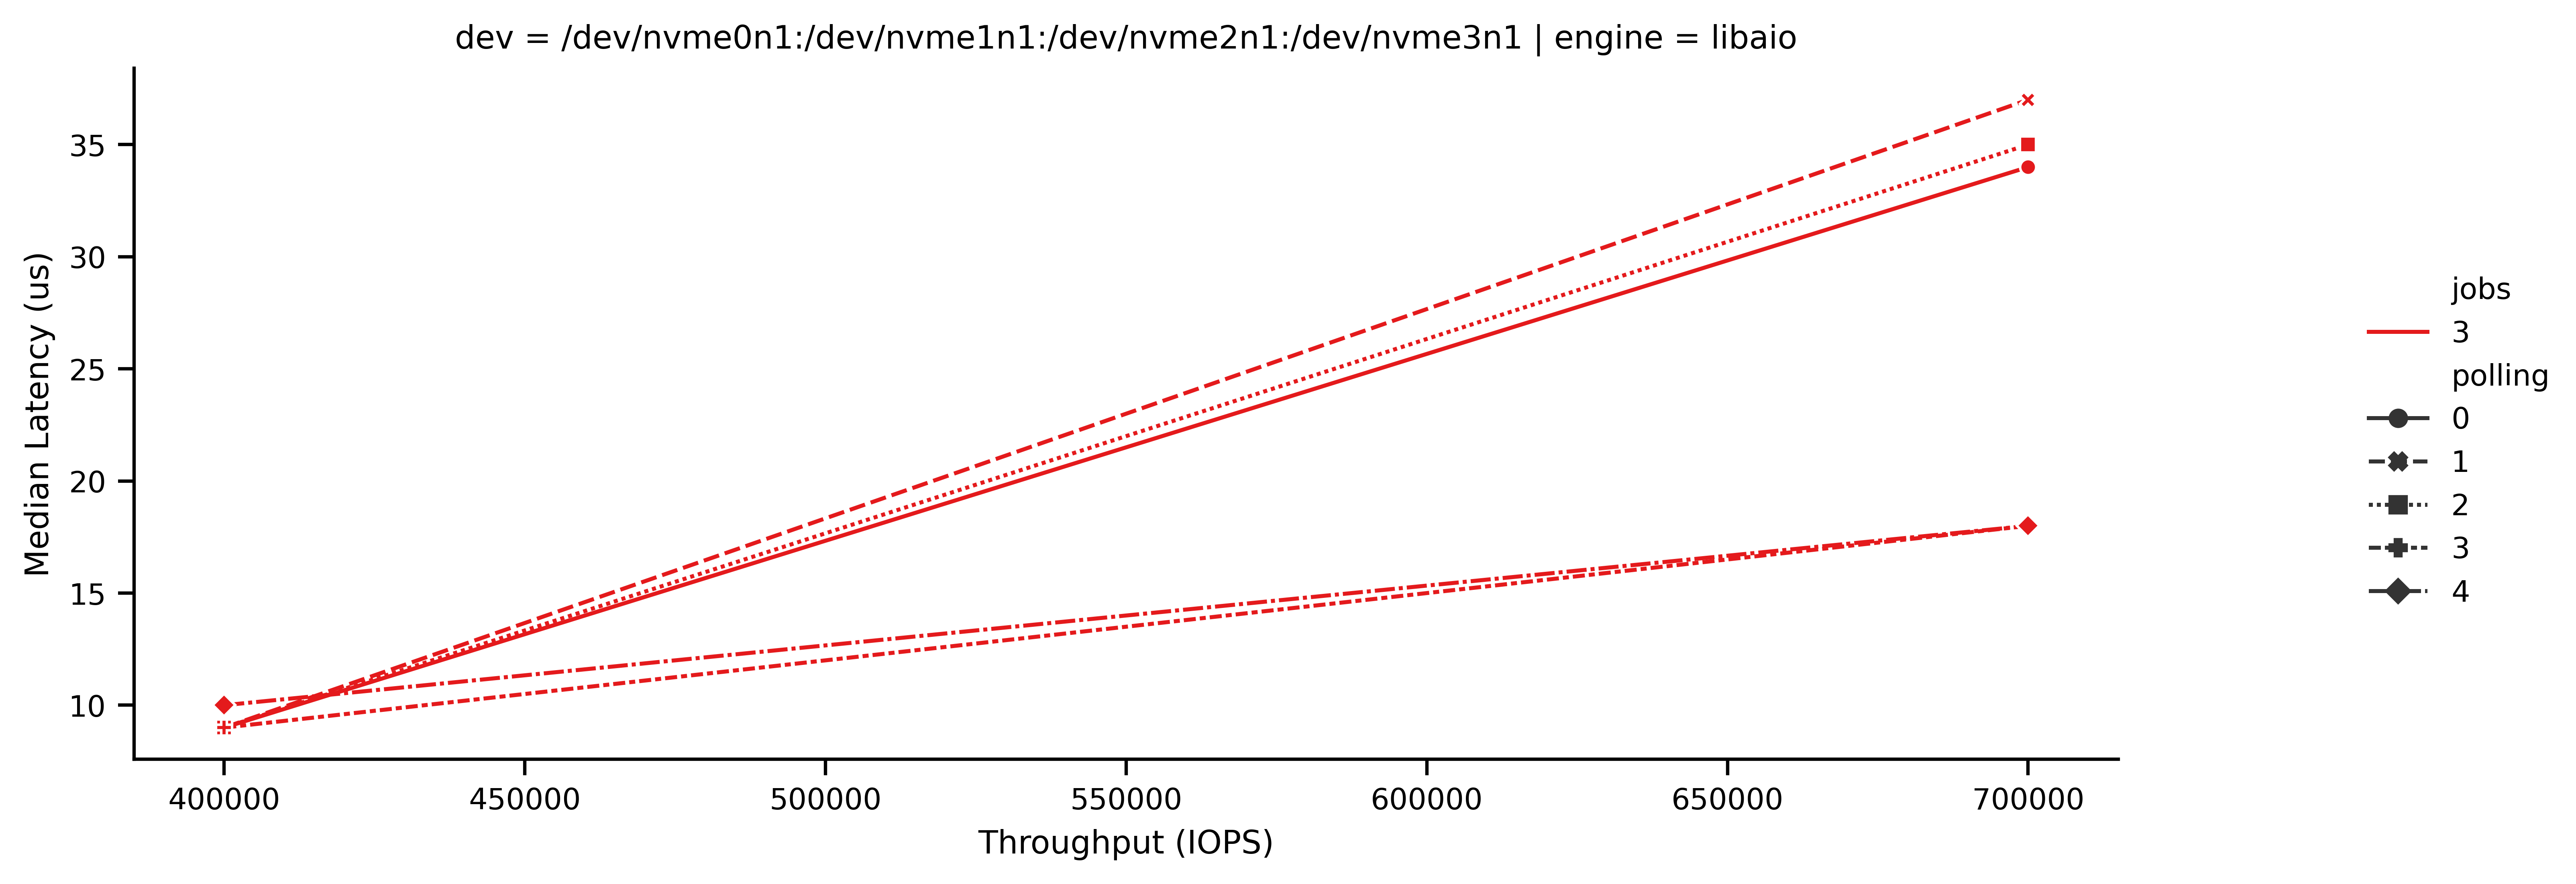 dev = /dev/nvme0n1:/dev/nvme1n1:/dev/nvme2n1:/dev/nvme3n1 | engine = libaio
Median Latency (us)
35
30
25
20
15
10
400000 450000 500000 550000 600000 650000 700000
Throughput (IOPS)
jobs
3
polling
0
1
2
3
4